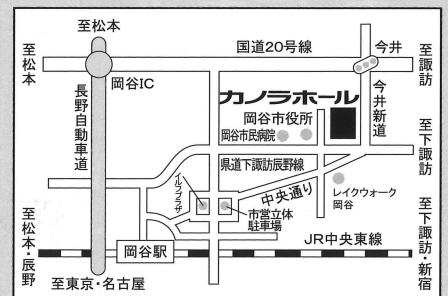 至松本
国道20号線
今井
至松本
至諏訪
岡谷IC
カノラホール
長野自動車道
岡谷市役所
岡谷市民病院
今井新道
県道下諏訪辰野線
至下諏訪
イルフプラザ
中央通り
レイクウォーク
岡谷
市営立体
駐車場
至松本・辰野
岡谷駅
JR中央東線
至下諏訪・新宿
至東京・名古屋